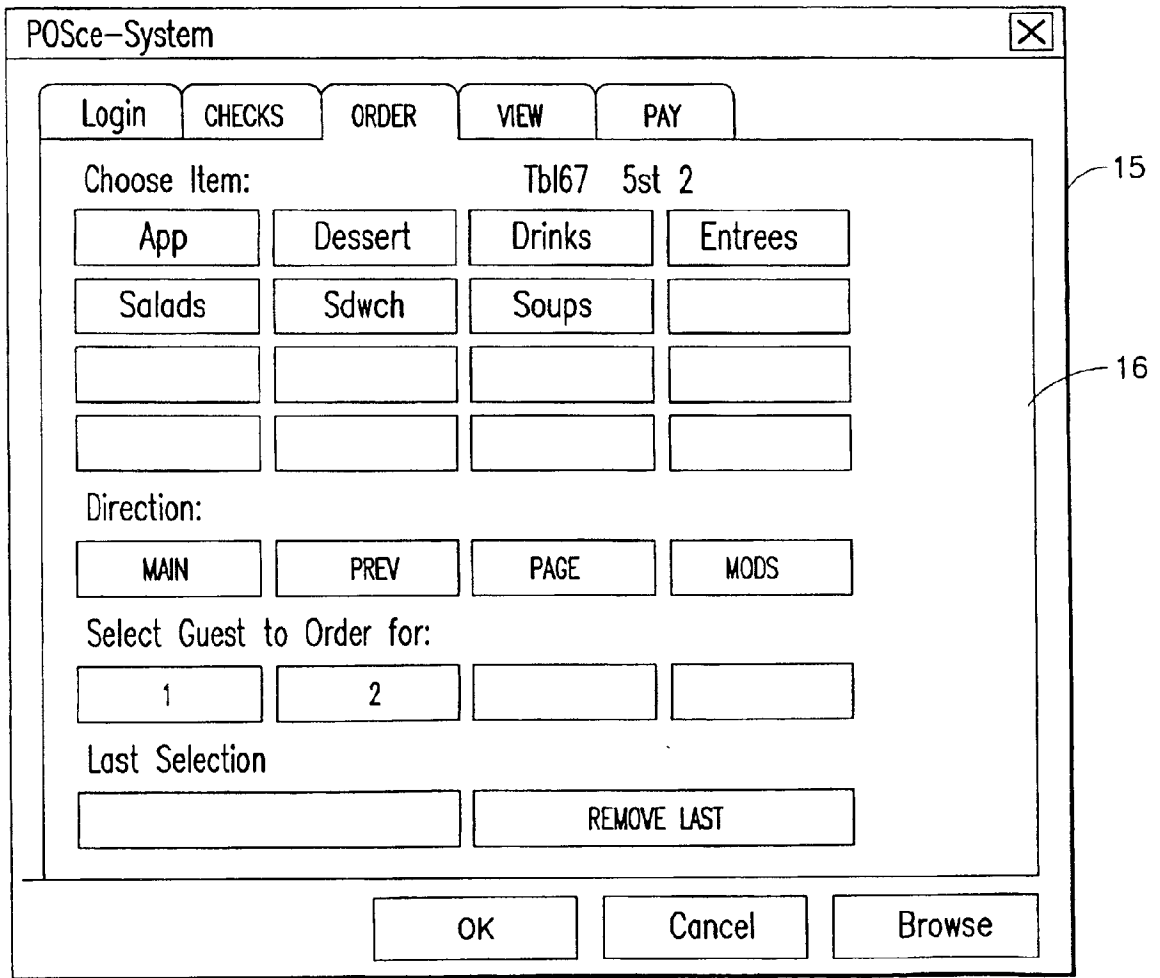 POSce-System
Login CHECKS ORDER VIEW PAY
Choose Item: Tbl67 5st 2
15
App Dessert Drinks Entrees
Salads Sdwch Soups
16
Direction:
MAIN PREV PAGE MODS
Select Guest to Order for:
1 2
Last Selection
REMOVE LAST
OK Cancel Browse